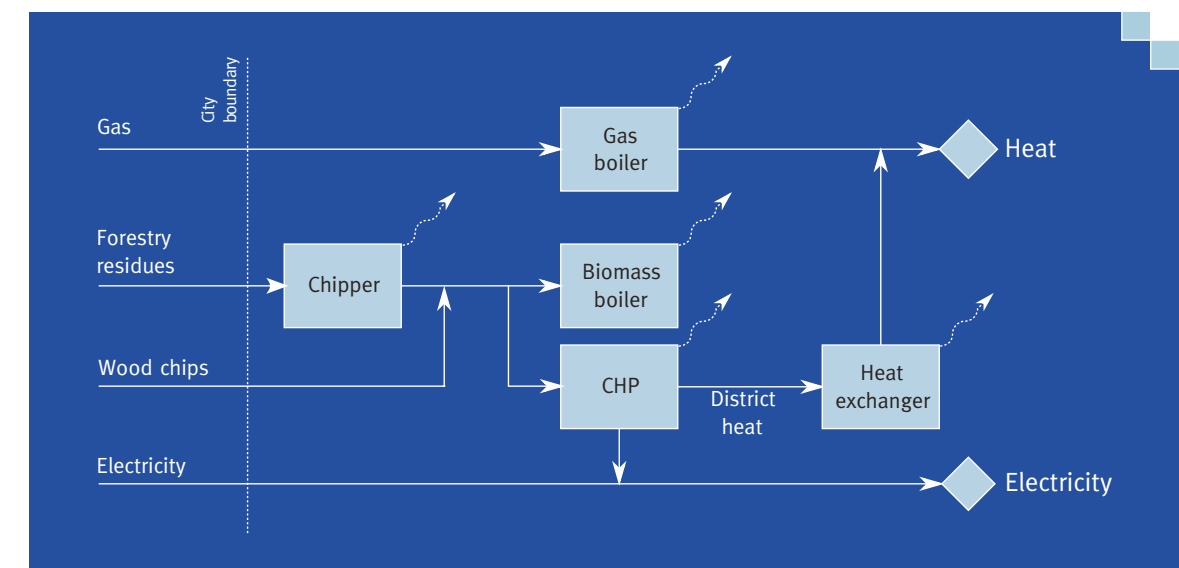 City
boundary
Gas
Gas
boiler
Heat
Forestry
residues
Chipper
Biomass
boiler
Wood chips
CHP
District
heat
Heat
exchanger
Electricity
Electricity